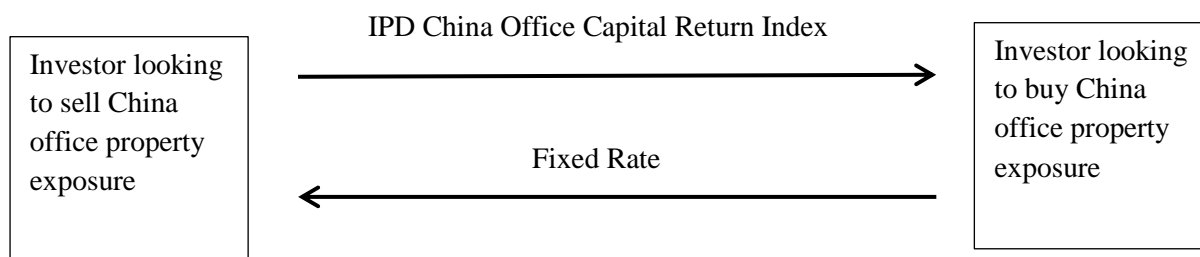 IPD China Office Capital Return Index
Investor looking
to sell China
office property
exposure
Fixed Rate
Investor looking
to buy China
office property
exposure